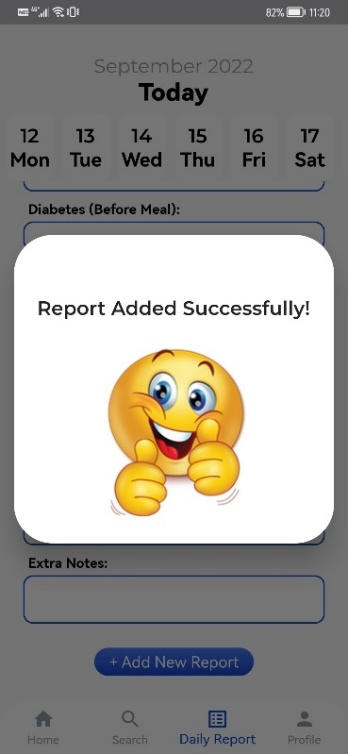 82% 11:20
September 2022
Today
12 13 14 15 16 17
Mon Tue Wed Thu Fri Sat
Diabetes (Before Meal):
Report Added Successfully!
Extra Notes:
+ Add New Report
Home Search Daily Report Profile